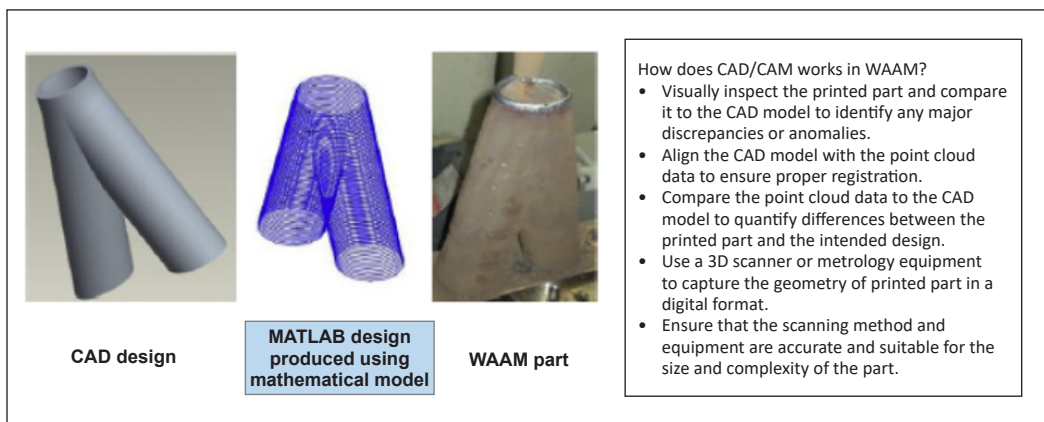 CAD design
MATLAB design
produced using
mathematical model
WAAM part
How does CAD/CAM works in WAAM?
• Visually inspect the printed part and compare
it to the CAD model to identify any major
discrepancies or anomalies.
• Align the CAD model with the point cloud
data to ensure proper registration.
• Compare the point cloud data to the CAD
model to quantify differences between the
printed part and the intended design.
• Use a 3D scanner or metrology equipment
to capture the geometry of printed part in a
digital format.
• Ensure that the scanning method and
equipment are accurate and suitable for the
size and complexity of the part.